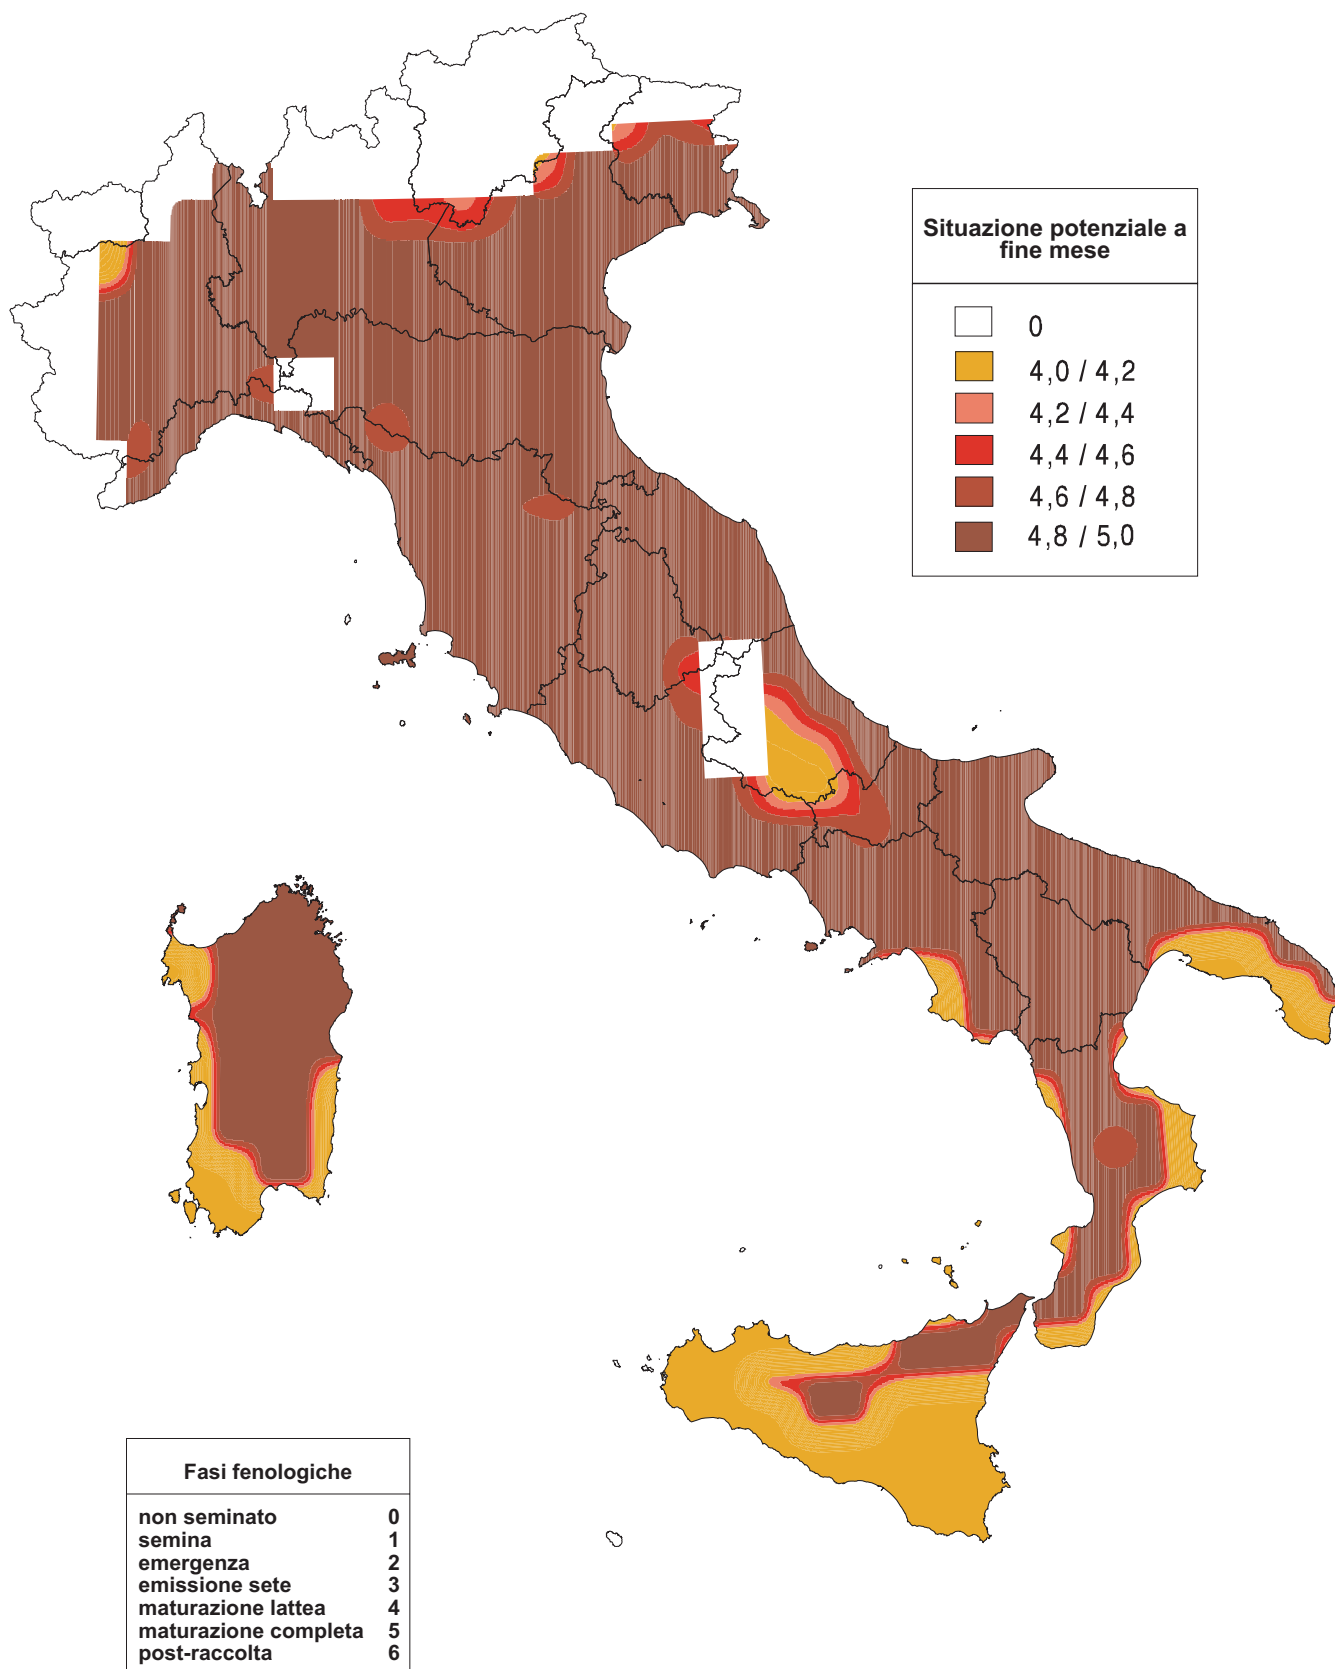 Situazione potenziale a
fine mese
0
4,0 / 4,2
4,2 / 4,4
4,4 / 4,6
4,6 / 4,8
4,8 / 5,0
Fasi fenologiche
non seminato 0
semina 1
emergenza 2
emissione sete 3
maturazione lattea 4
maturazione completa 5
post-raccolta 6